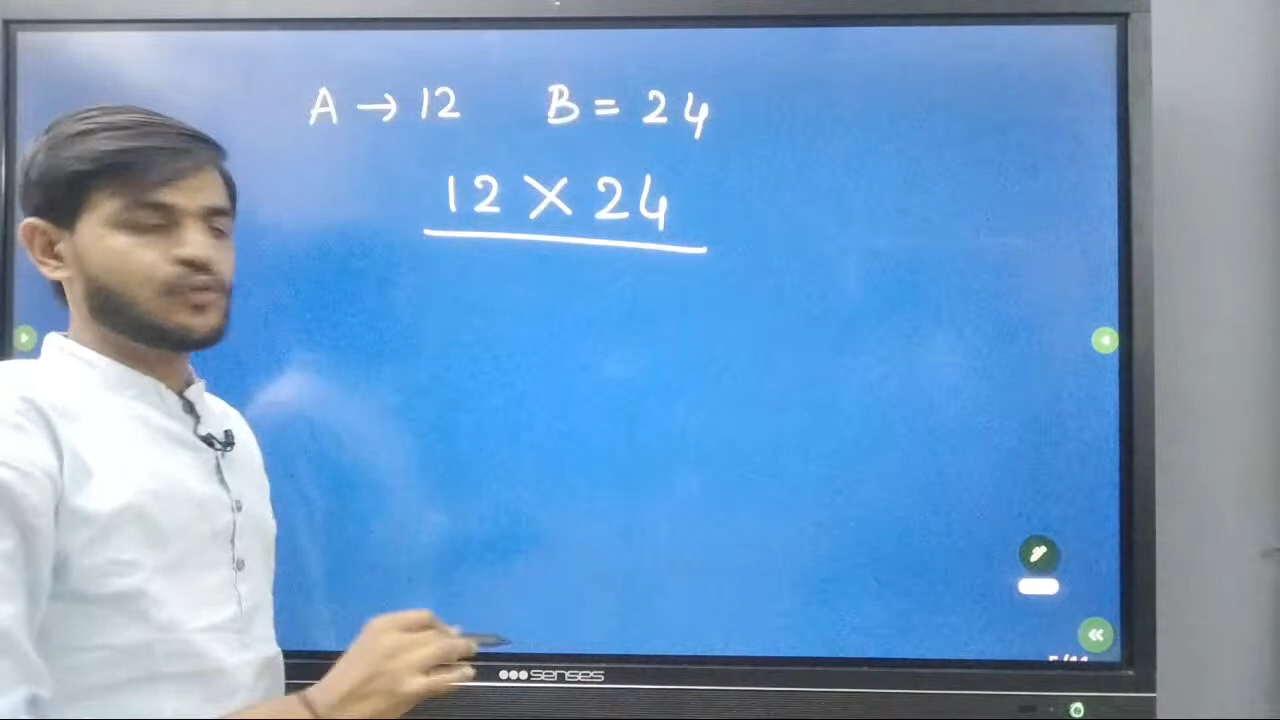 A → 12 B = 24
12 × 24
senses